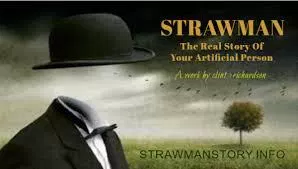 STRAWMAN
The Real Story Of
Your Artificial Person
A work by clint richardson
STRAWMANSTORY.INFO